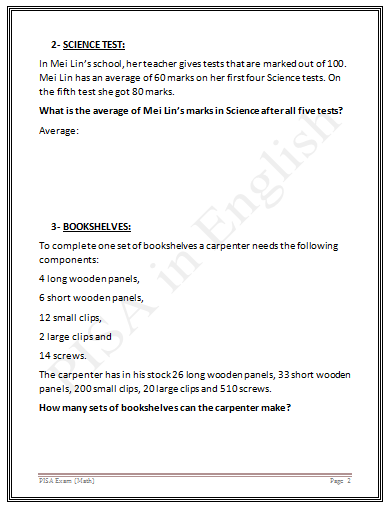 2- SCIENCE TEST:
In Mei Lin's school, her teacher gives tests that are marked out of 100.
Mei Lin has an average of 60 marks on her first four Science tests. On
the fifth test she got 80 marks.
What is the average of Mei Lin's marks in Science after all five tests?
Average:
PISA in English
3- BOOKSHELVES:
To complete one set of bookshelves a carpenter needs the following
components:
4 long wooden panels,
6 short wooden panels,
12 small clips,
2 large clips and
14 screws.
The carpenter has in his stock 26 long wooden panels, 33 short wooden
panels, 200 small clips, 20 large clips and 510 screws.
How many sets of bookshelves can the carpenter make?
PISA Exam [Math] Page 2